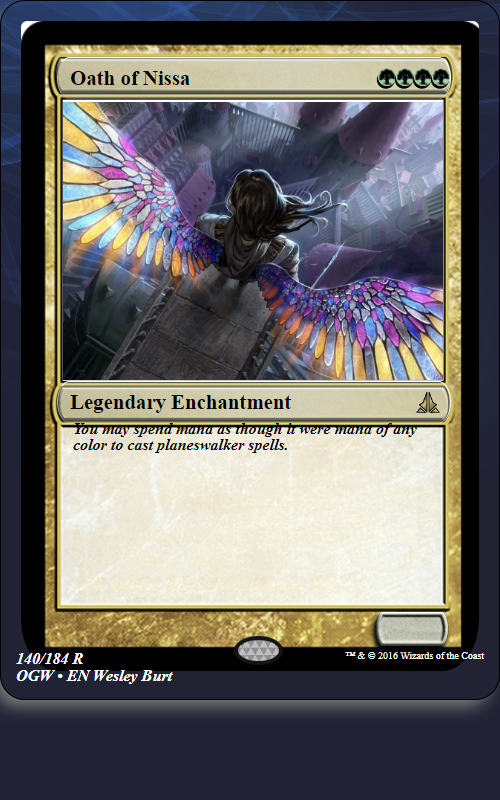 Oath of Nissa
Legendary Enchantment
You may spend mana as though it were mana of any
color to cast planeswalker spells.
140/184 R
™ & © 2016 Wizards of the Coast
OGW • EN Wesley Burt